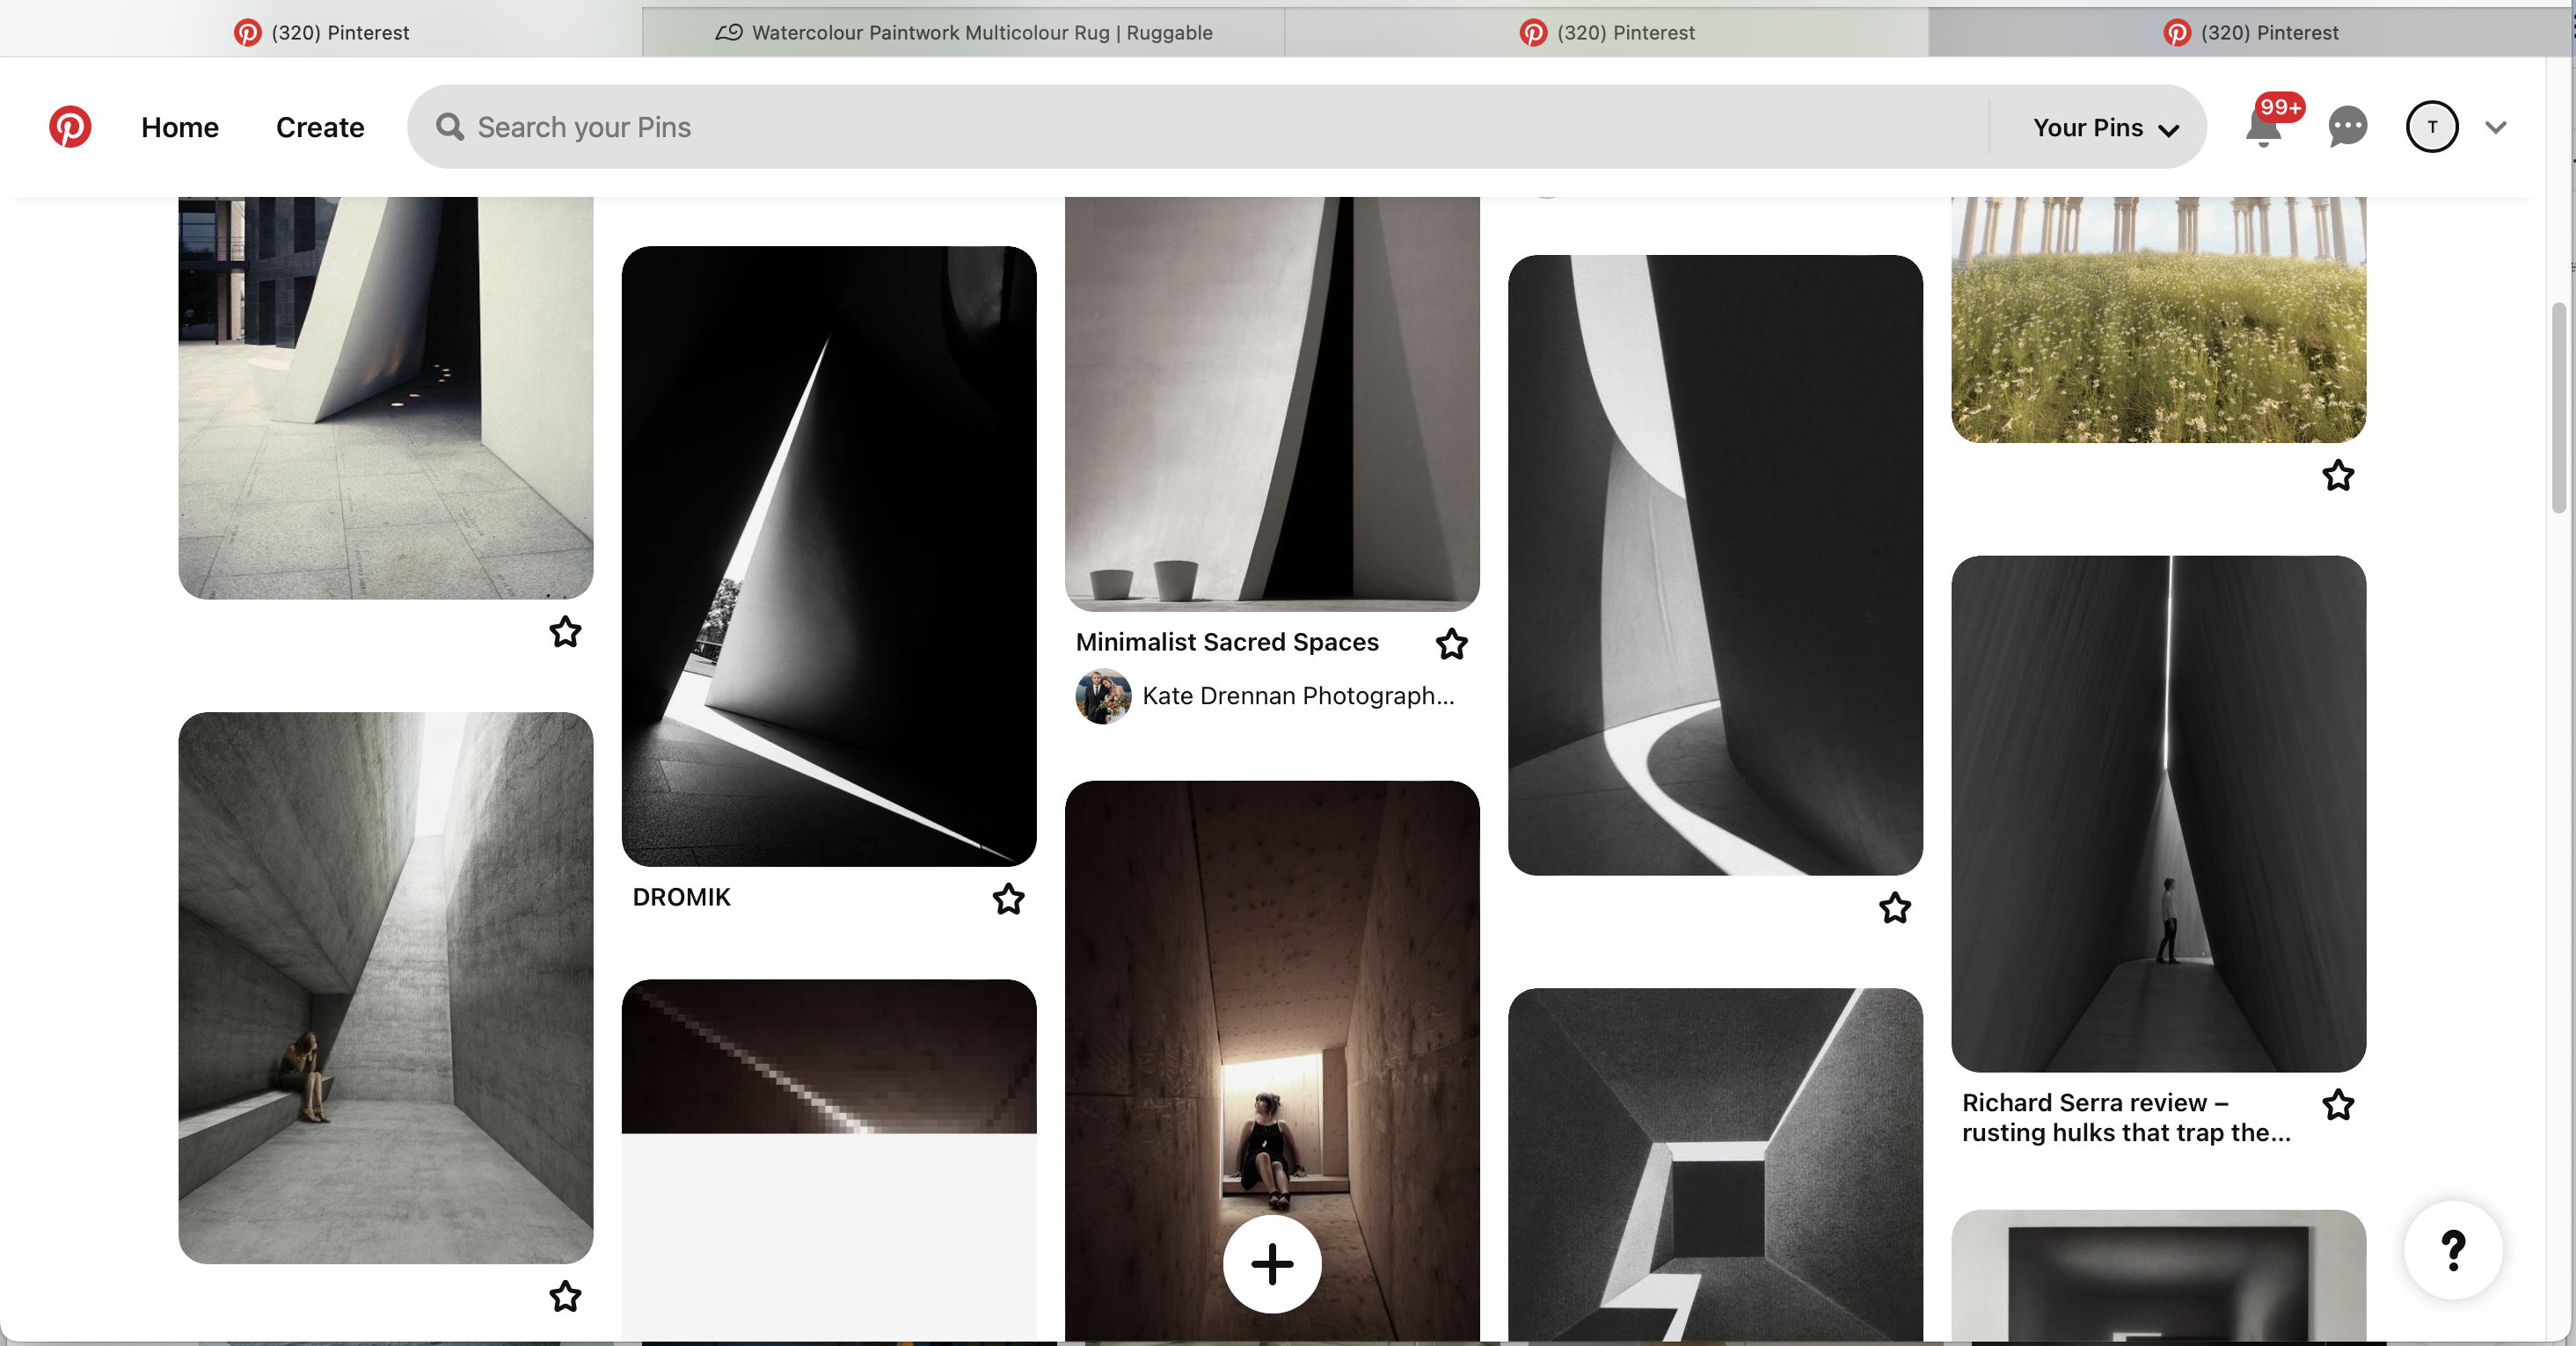 (320) Pinterest
Watercolour Paintwork Multicolour Rug | Ruggable
(320) Pinterest
(320) Pinterest
Home
Create
Search your Pins
Your Pins
99+
T
Minimalist Sacred Spaces
Kate Drennan Photograph...
DROMIK
Richard Serra review –
rusting hulks that trap the...
?